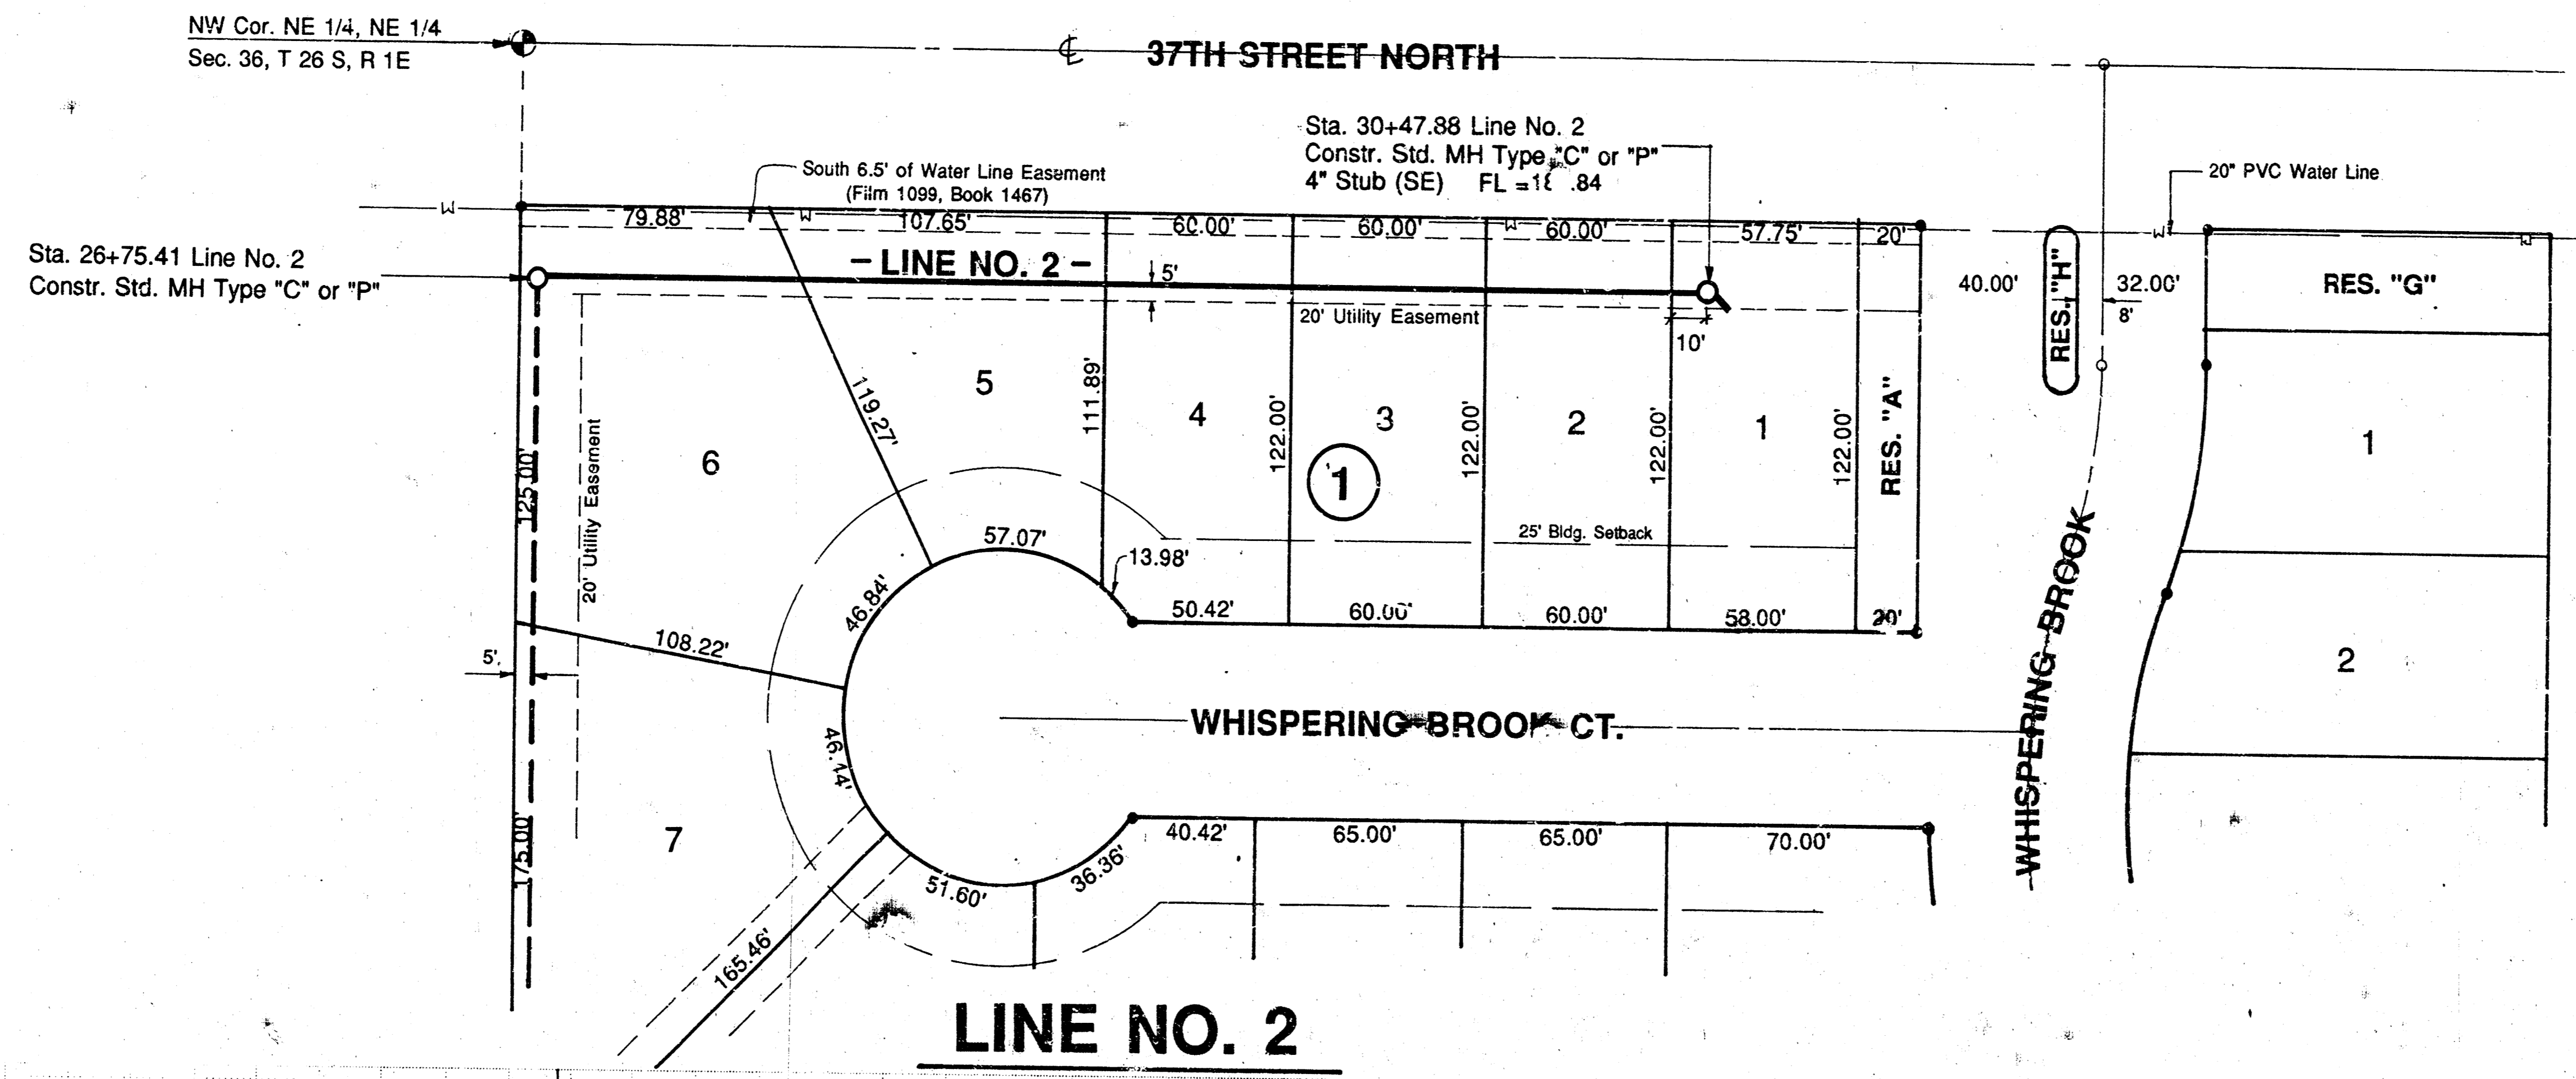 NW Cor. NE 1/4, NE 1/4
Sec. 36, T 26 S, R 1E
℄ 37TH STREET NORTH
Sta. 30+47.88 Line No. 2
Constr. Std. MH Type "C" or "P"
4" Stub (SE) FL
South 6.5' of Water Line Easement
(Film 1099, Book 1467)
20" PVC Water Line
W
79.88'
W
107.65'
60.00'
60.00'
W
60.00'
57.75'
20'
W
W
Sta. 26+75.41 Line No. 2
Constr. Std. MH Type "C" or "P"
- LINE NO. 2 -
5'
20' Utility Easement
10'
40.00'
RES. "H"
32.00'
8'
RES. "G"
125.00'
20' Utility Easement
6
119.27'
5
111.89'
4
122.00'
3
122.00'
2
122.00'
1
122.00'
RES. "A"
1
1
57.07'
13.98'
25' Bldg. Setback
46.84'
50.42'
60.00'
60.00'
58.00'
20'
108.22'
5'
WHISPERING BROOK
2
WHISPERING BROOK CT.
46.14'
175.00'
7
40.42'
65.00'
65.00'
70.00'
51.60'
36.36'
165.46'
LINE NO. 2